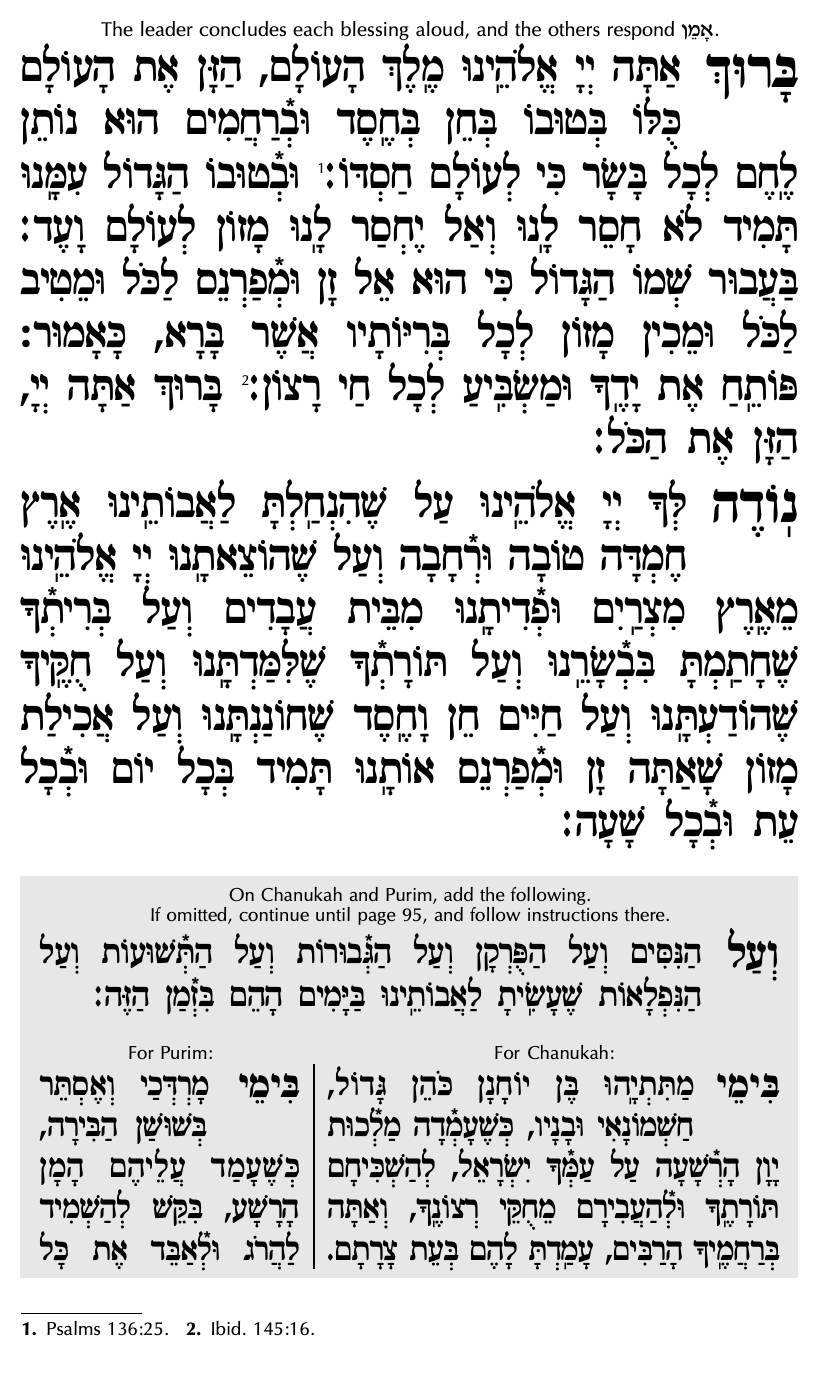 The leader concludes each blessing aloud, and the others respond אָמֵן.
בָּרוּךְ אַתָּה יְיָ אֱלֹהֵֽינוּ מֶֽלֶךְ הָעוֹלָם, הַזָּן אֶת הָעוֹלָם
כֻּלּוֹ בְּטוּבוֹ בְּחֵן בְּחֶֽסֶד וּבְֿרַחֲמִים הוּא נוֹתֵן
לֶֽחֶם לְכָל בָּשָׂר כִּי לְעוֹלָם חַסְדּוֹ:1 וּבְֿטוּבוֹ הַגָּדוֹל עִמָּֽנוּ
תָּמִיד לֹא חָסֵר לָֽנוּ וְאַל יֶחְסַר לָֽנוּ מָזוֹן לְעוֹלָם וָעֶד:
בַּעֲבוּר שְׁמוֹ הַגָּדוֹל כִּי הוּא אֵל זָן וּמְֿפַרְנֵס לַכֹּל וּמֵטִיב
לַכֹּל וּמֵכִין מָזוֹן לְכָל בְּרִיּוֹתָיו אֲשֶׁר בָּרָא, כָּאָמוּר:
פּוֹתֵֽחַ אֶת יָדֶֽךָ וּמַשְׂבִּֽיעַ לְכָל חַי רָצוֹן:2 בָּרוּךְ אַתָּה יְיָ,
הַזָּן אֶת הַכֹּל:
נֽוֹדֶה לְּךָ יְיָ אֱלֹהֵֽינוּ עַל שֶׁהִנְחַֽלְתָּ לַאֲבוֹתֵֽינוּ אֶֽרֶץ
חֶמְדָּה טוֹבָה וּרְֿחָבָה וְעַל שֶׁהוֹצֵאתָֽנוּ יְיָ אֱלֹהֵֽינוּ
מֵאֶֽרֶץ מִצְרַֽיִם וּפְֿדִיתָֽנוּ מִבֵּית עֲבָדִים וְעַל בְּרִיתְֿךָ
שֶׁחָתַֽמְתָּ בִּבְֿשָׂרֵֽנוּ וְעַל תּוֹרָתְֿךָ שֶׁלִּמַּדְתָּֽנוּ וְעַל חֻקֶּֽיךָ
שֶׁהוֹדַעְתָּֽנוּ וְעַל חַיִּים חֵן וָחֶֽסֶד שֶׁחוֹנַנְתָּֽנוּ וְעַל אֲכִילַת
מָזוֹן שָׁאַתָּה זָן וּמְֿפַרְנֵס אוֹתָֽנוּ תָּמִיד בְּכָל יוֹם וּבְֿכָל
עֵת וּבְֿכָל שָׁעָה:
On Chanukah and Purim, add the following.
If omitted, continue until page 95, and follow instructions there.
וְעַל הַנִּסִּים וְעַל הַפֻּרְקָן וְעַל הַגְּֿבוּרוֹת וְעַל הַתְּֿשׁוּעוֹת וְעַל
הַנִּפְלָאוֹת שֶׁעָשִֽׂיתָ לַאֲבוֹתֵֽינוּ בַּיָּמִים הָהֵם בִּזְֿמַן הַזֶּה:
For Chanukah:
בִּימֵי מַתִּתְיָֽהוּ בֶּן יוֹחָנָן כֹּהֵן גָּדוֹל,
חַשְׁמוֹנָאִי וּבָנָיו, כְּשֶׁעָמְֿדָה מַלְֿכוּת
יָוָן הָרְֿשָׁעָה עַל עַמְּֿךָ יִשְׂרָאֵל, לְהַשְׁכִּיחָם
תּוֹרָתֶֽךָ וּלְֿהַעֲבִירָם מֵחֻקֵּי רְצוֹנֶֽךָ, וְאַתָּה
בְּרַחֲמֶֽיךָ הָרַבִּים, עָמַֽדְתָּ לָהֶם בְּעֵת צָרָתָם.
For Purim:
בִּימֵי מָרְדְּכַי וְאֶסְתֵּר
בְּשׁוּשַׁן הַבִּירָה,
כְּשֶׁעָמַד עֲלֵיהֶם הָמָן
הָרָשָׁע, בִּקֵּשׁ לְהַשְׁמִיד
לַהֲרֹג וּלְֿאַבֵּד אֶת כָּל
1. Psalms 136:25. 2. Ibid. 145:16.